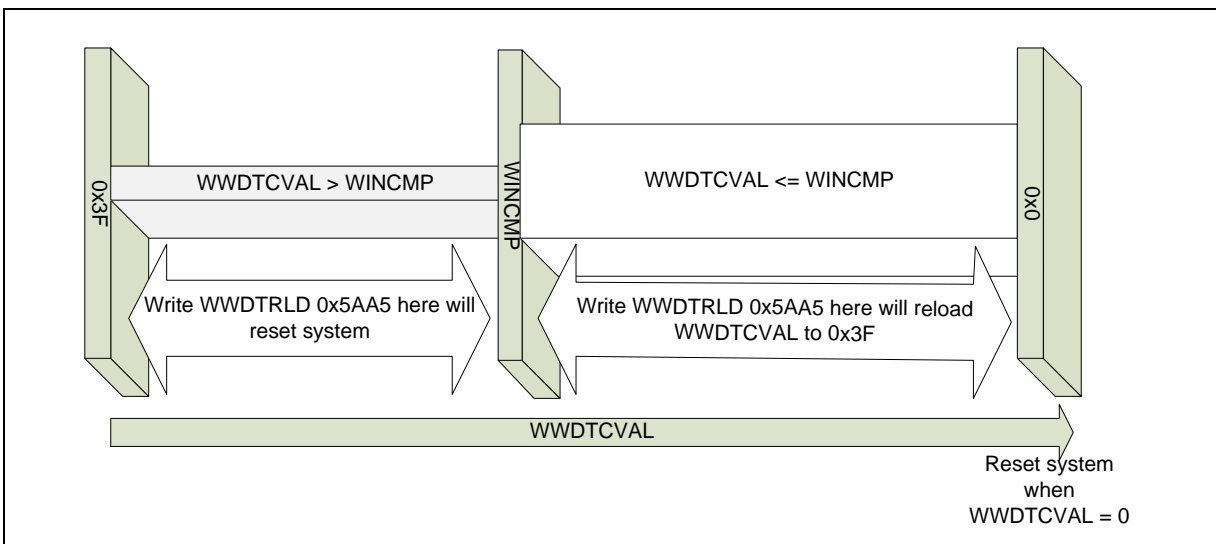 0x3F
WWDTCVAL > WINCMP
WINCMP
WWDTCVAL <= WINCMP
0x0
Write WWDTRLD 0x5AA5 here will
reset system
Write WWDTRLD 0x5AA5 here will reload
WWDTCVAL to 0x3F
WWDTCVAL
Reset system
when
WWDTCVAL = 0